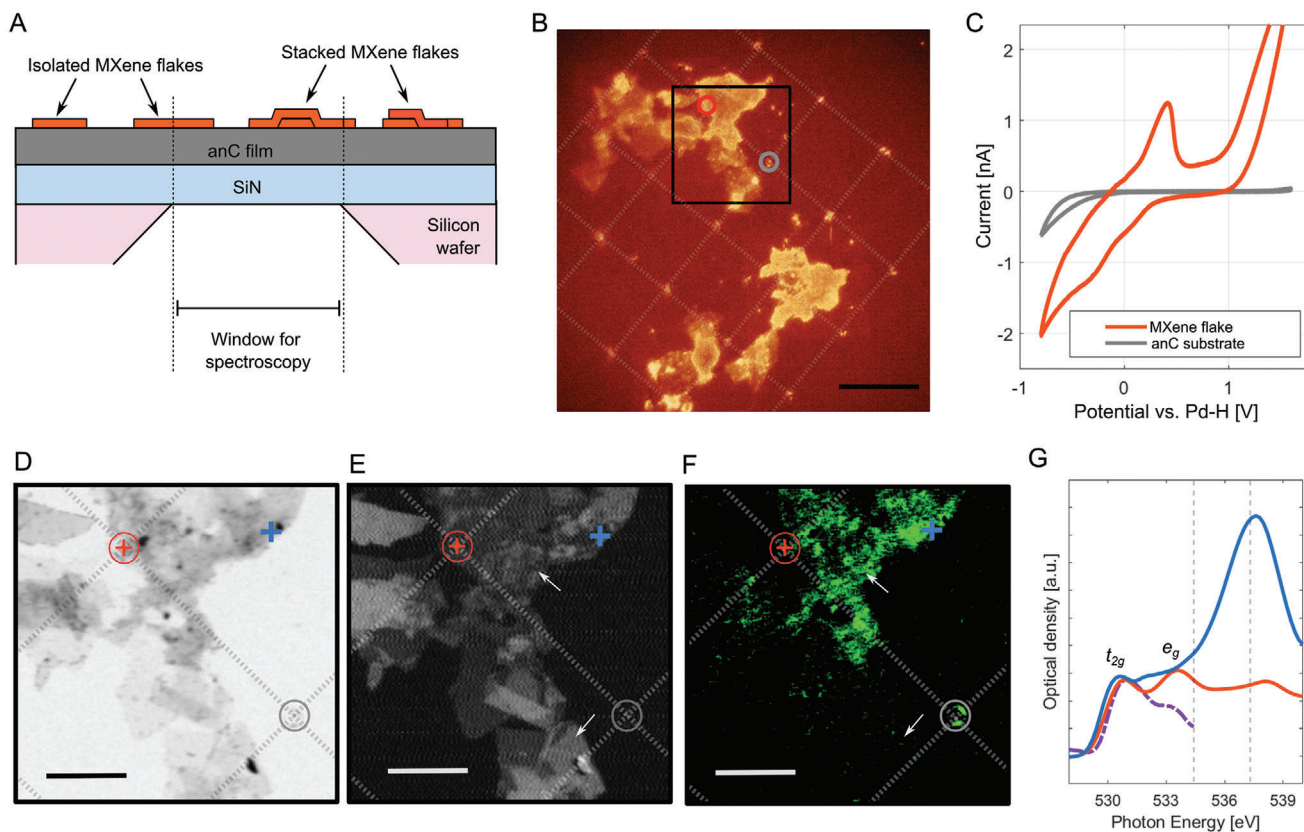 A
Isolated MXene flakes
Stacked MXene flakes
anC film
SiN
Silicon
wafer
Window for
spectroscopy
B
C
Current [nA]
2
1
0
-1
-2
-1
0
1
MXene flake
anC substrate
Potential vs. Pd-H [V]
D
E
F
G
Optical density [a.u.]
t2g
eg
530
533
536
539
Photon Energy [eV]